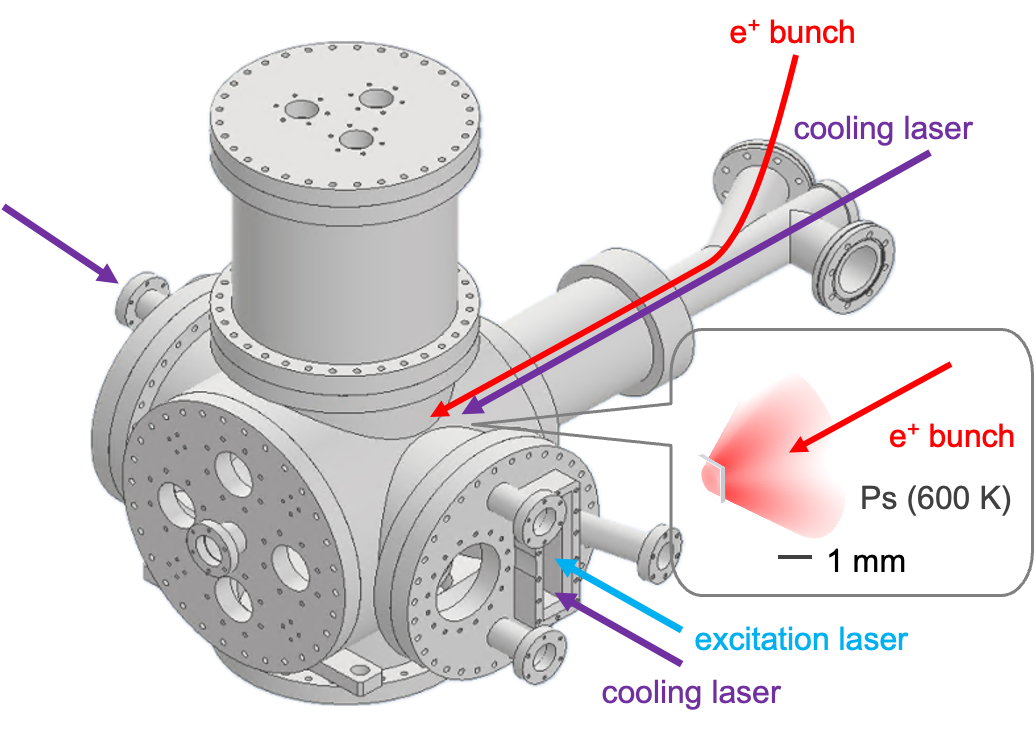 e⁺ bunch
cooling laser
e⁺ bunch
Ps (600 K)
1 mm
excitation laser
cooling laser